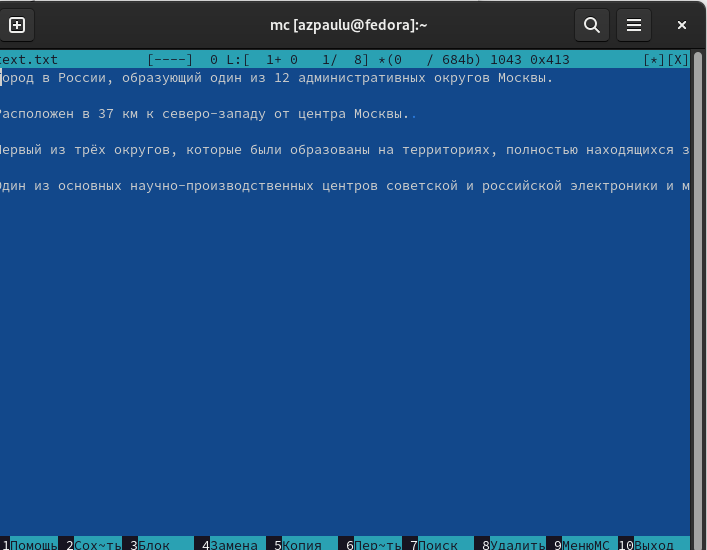 mc [azpaulu@fedora]:~
text.txt [----] 0 L:[ 1+ 0 1/ 8] *(0 / 684b) 1043 0x413 [*][X]
ород в России, образующий один из 12 административных округов Москвы.
Расположен в 37 км к северо-западу от центра Москвы..
Первый из трёх округов, которые были образованы на территориях, полностью находящихся з
Один из основных научно-производственных центров советской и российской электроники и м
1Помощь 2Сох~ть 3Блок 4Замена 5Копия 6Пер~ть 7Поиск 8Удалить 9МенюMC 10Выход